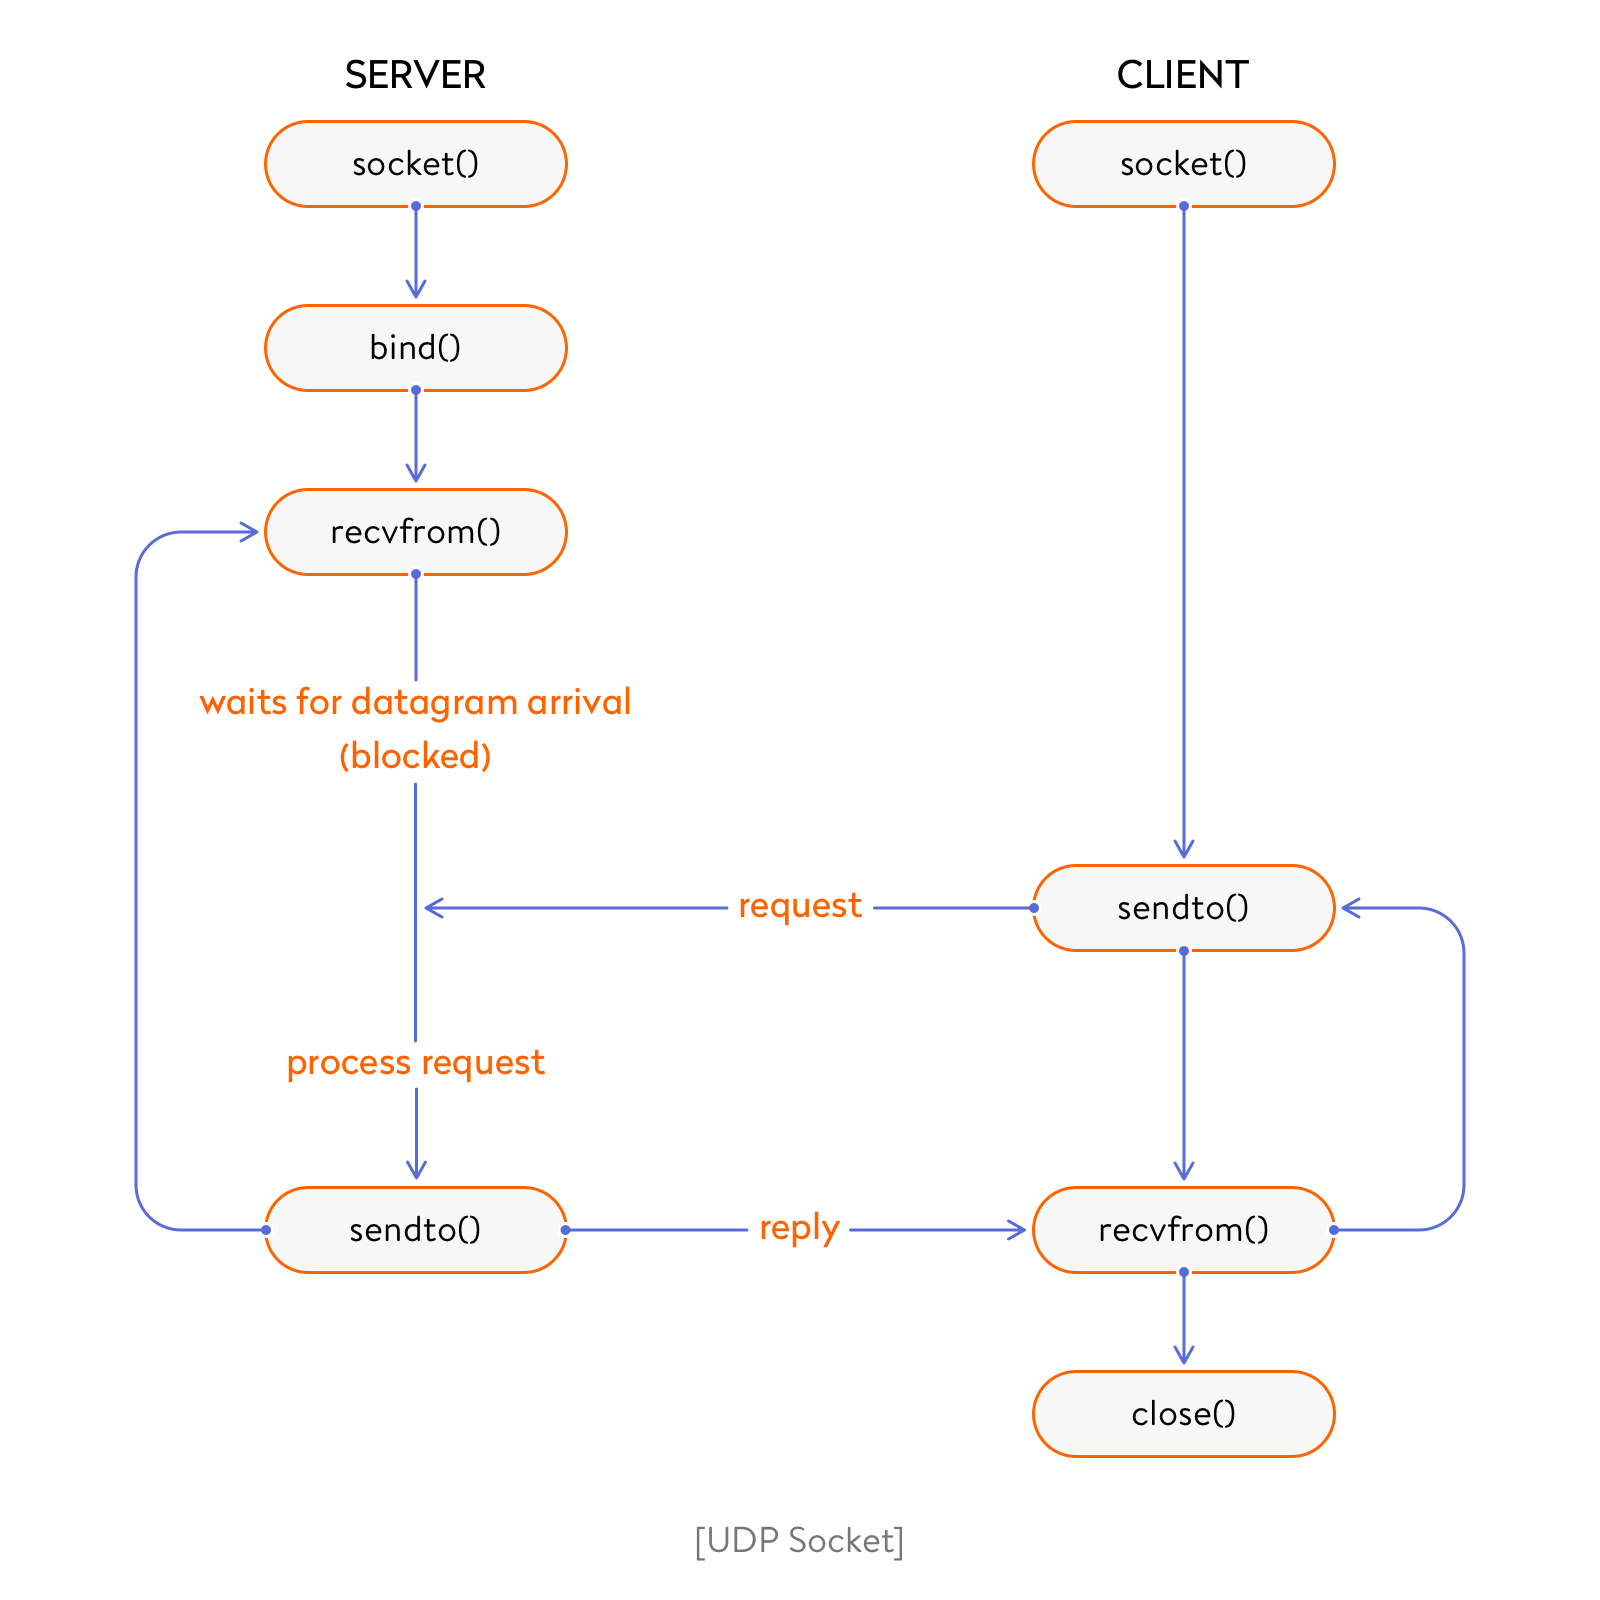 SERVER
CLIENT
socket()
socket()
bind()
recvfrom()
waits for datagram arrival
(blocked)
request
sendto()
process request
sendto()
reply
recvfrom()
close()
[UDP Socket]